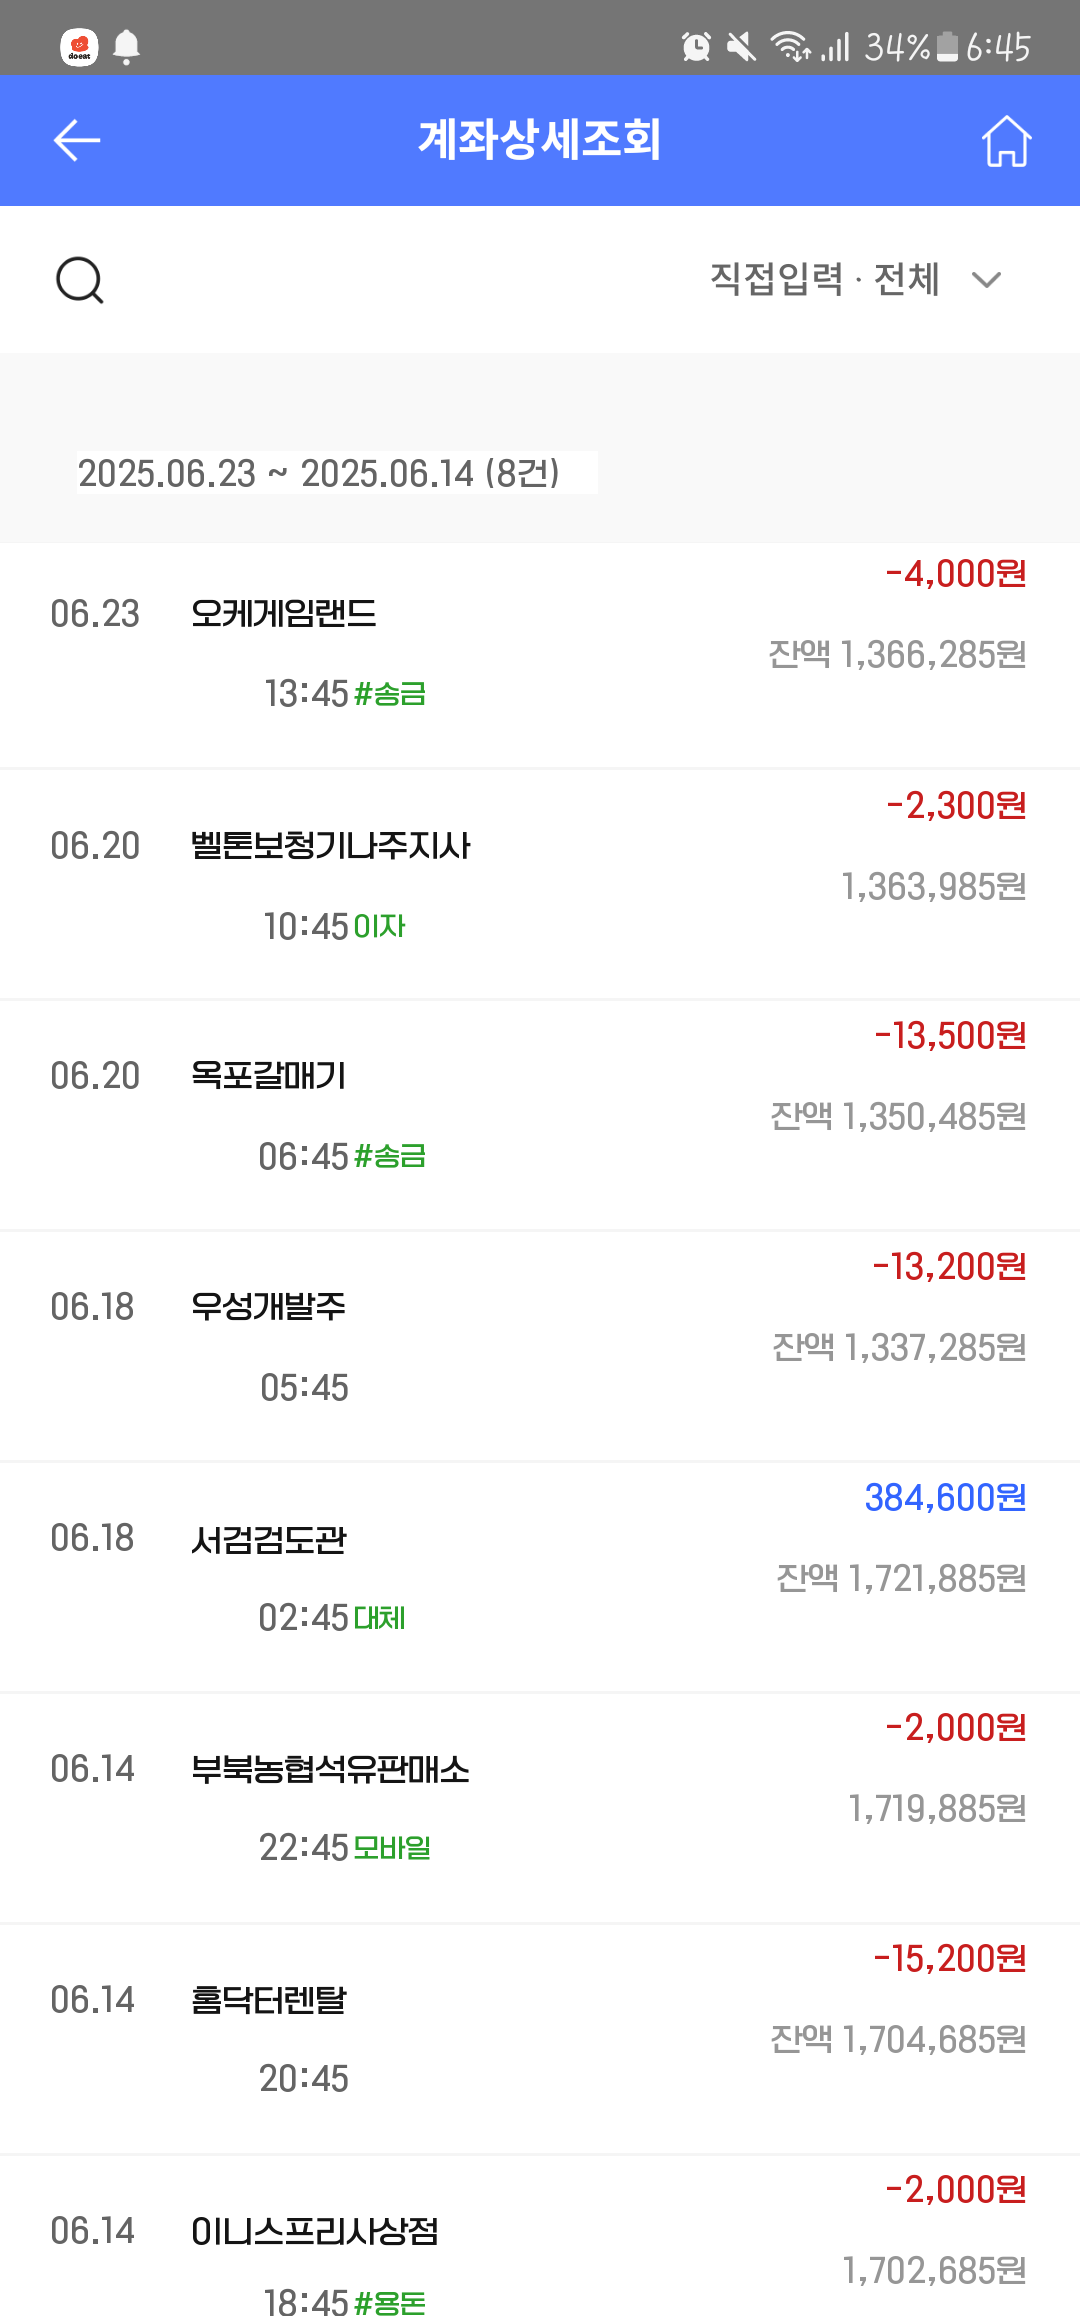 doeat 34% 6:45
계좌상세조회
직접입력 · 전체
2025.06.23 ~ 2025.06.14 (8건)
-4,000원
06.23 오케게임랜드
잔액 1,366,285원
13:45 #송금
-2,300원
06.20 벨톤보청기나주지사
1,363,985원
10:45 이자
-13,500원
06.20 옥포갈매기
잔액 1,350,485원
06:45 #송금
-13,200원
06.18 우성개발주
잔액 1,337,285원
05:45
384,600원
06.18 서검검도관
잔액 1,721,885원
02:45 대체
-2,000원
06.14 부북농협석유판매소
1,719,885원
22:45 모바일
-15,200원
06.14 홈닥터렌탈
잔액 1,704,685원
20:45
-2,000원
06.14 이니스프리사상점
1,702,685원
18:45 #용돈